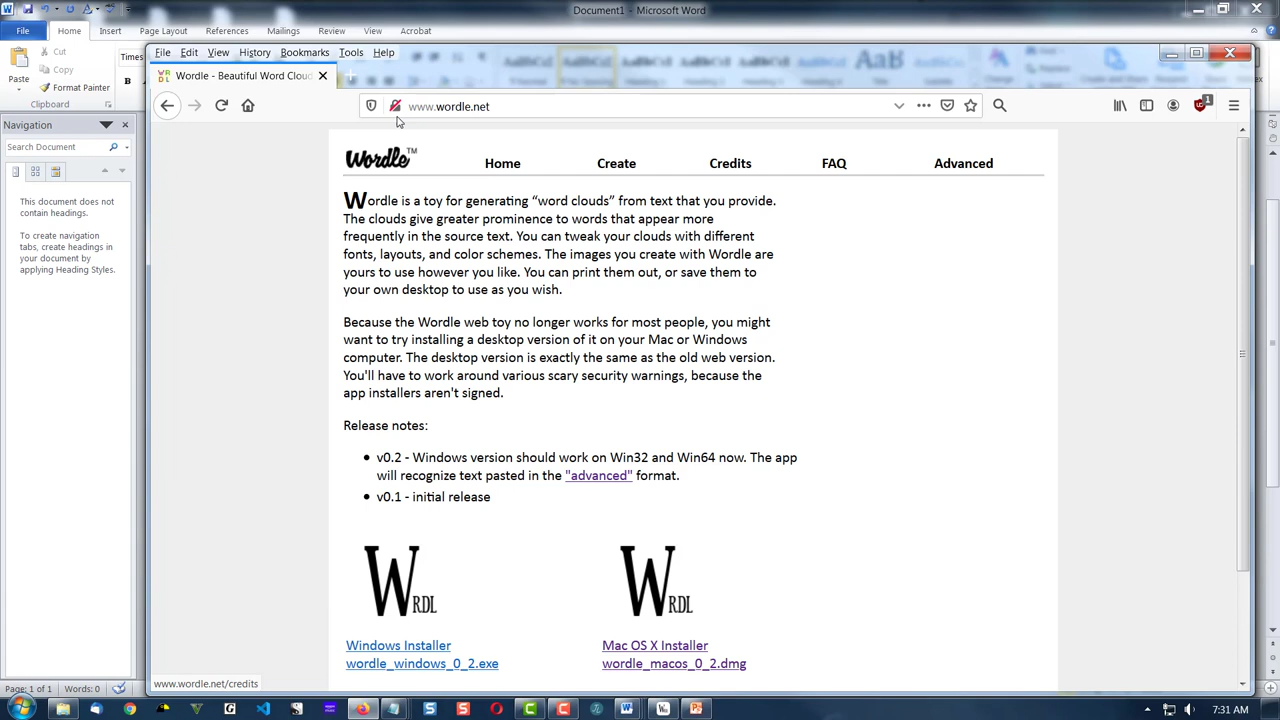 Document1 - Microsoft Word
File Home Insert Page Layout References Mailings Review View Acrobat
Cut
Copy
Format Painter
Paste
Clipboard
Times
B
Navigation
Search Document
This document does not
contain headings.
To create navigation
tabs, create headings in
your document by
applying Heading Styles.
File Edit View History Bookmarks Tools Help
Wordle - Beautiful Word Cloud
www.wordle.net
Wordle™
Home Create Credits FAQ Advanced
Wordle is a toy for generating “word clouds” from text that you provide.
The clouds give greater prominence to words that appear more
frequently in the source text. You can tweak your clouds with different
fonts, layouts, and color schemes. The images you create with Wordle are
yours to use however you like. You can print them out, or save them to
your own desktop to use as you wish.
Because the Wordle web toy no longer works for most people, you might
want to try installing a desktop version of it on your Mac or Windows
computer. The desktop version is exactly the same as the old web version.
You'll have to work around various scary security warnings, because the
app installers aren't signed.
Release notes:
• v0.2 - Windows version should work on Win32 and Win64 now. The app
will recognize text pasted in the "advanced" format.
• v0.1 - initial release
WRDL WRDL
Windows Installer Mac OS X Installer
wordle_windows_0_2.exe wordle_macos_0_2.dmg
www.wordle.net/credits
Page: 1 of 1 Words: 0
7:31 AM